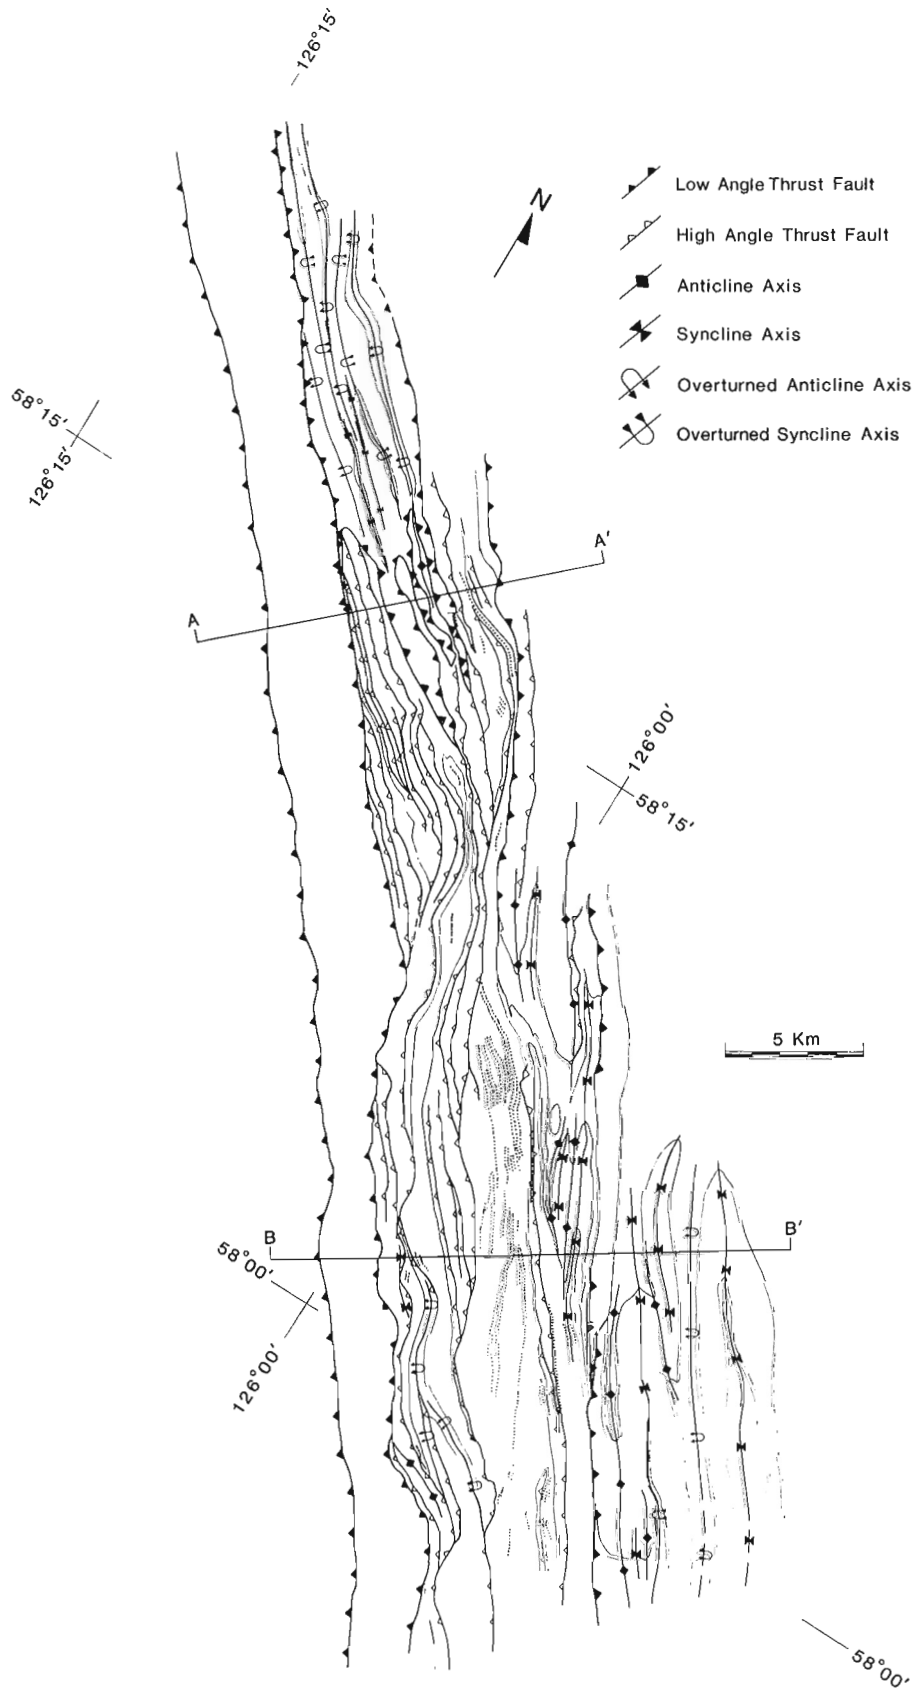 126°15'
N
Low Angle Thrust Fault
High Angle Thrust Fault
Anticline Axis
Syncline Axis
Overturned Anticline Axis
Overturned Syncline Axis
58°15'
126°15'
A
A'
126°00'
58°15'
5 Km
B
B'
58°00'
126°00'
58°00'